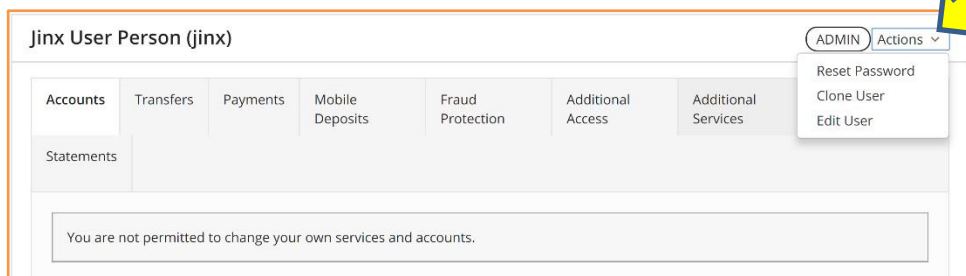 Jinx User Person (jinx)
ADMIN Actions
Reset Password
Clone User
Edit User
Accounts Transfers Payments Mobile Deposits Fraud Protection Additional Access Additional Services
Statements
You are not permitted to change your own services and accounts.